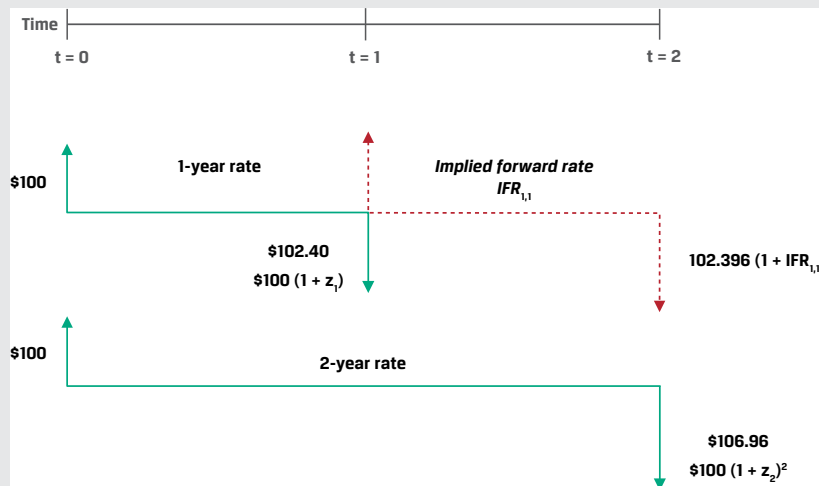 Time
t = 0
t = 1
t = 2
1-year rate
Implied forward rate
IFR₁,₁
$100
$102.40
$100 (1 + z₁)
102.396 (1 + IFR₁,₁
$100
2-year rate
$106.96
$100 (1 + z₂)²